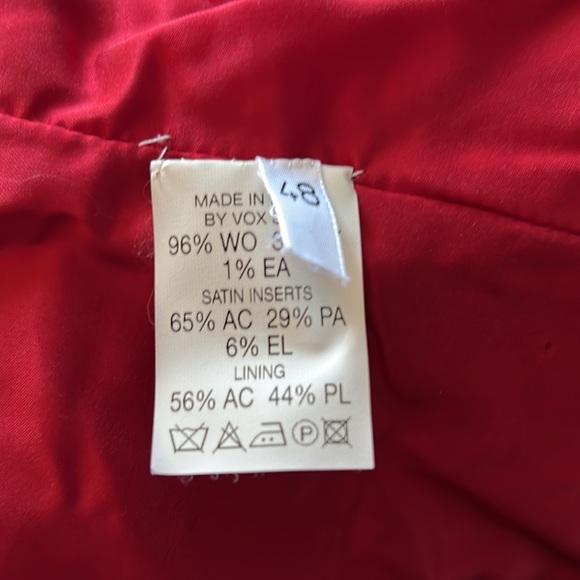 MADE IN
BY VOX
96% WO
1% EA
SATIN INSERTS
65% AC 29% PA
6% EL
LINING
56% AC 44% PL
P
48